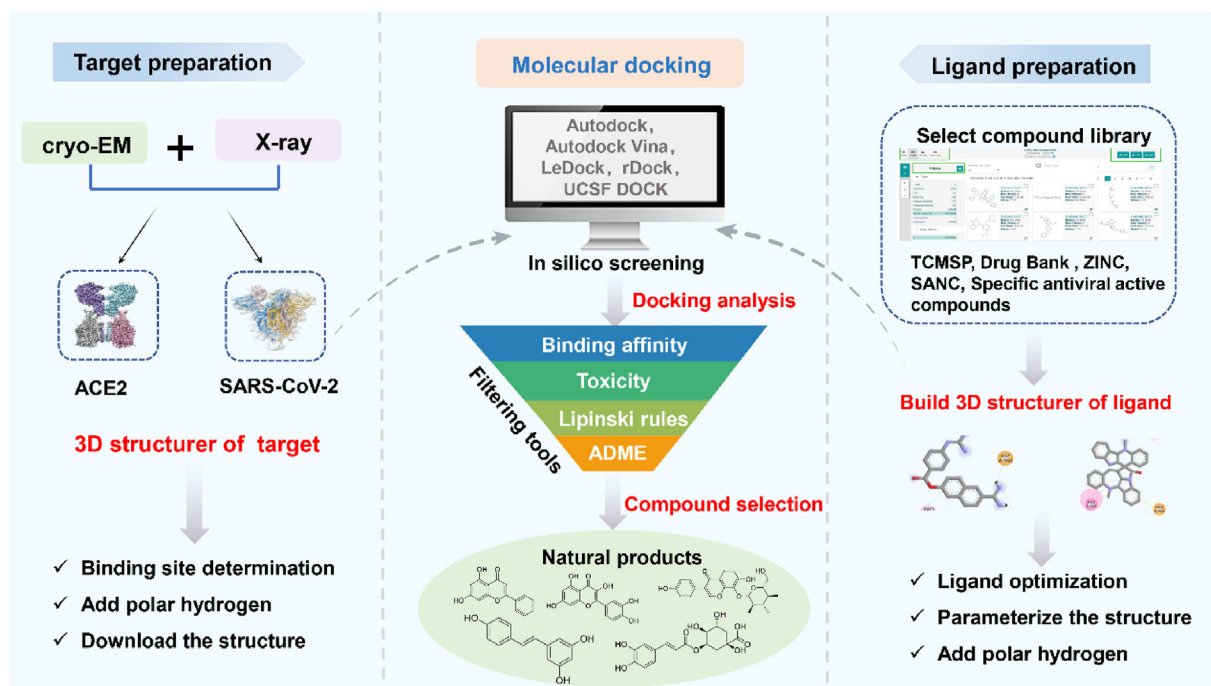 Target preparation
cryo-EM
+
X-ray
ACE2
SARS-CoV-2
3D structurer of target
✓ Binding site determination
✓ Add polar hydrogen
✓ Download the structure
Molecular docking
Autodock,
Autodock Vina,
LeDock, rDock,
UCSF DOCK
In silico screening
Docking analysis
Filtering tools
Binding affinity
Toxicity
Lipinski rules
ADME
Compound selection
Natural products
Ligand preparation
Select compound library
TCMSP, Drug Bank , ZINC,
SANC, Specific antiviral active
compounds
Build 3D structurer of ligand
✓ Ligand optimization
✓ Parameterize the structure
✓ Add polar hydrogen